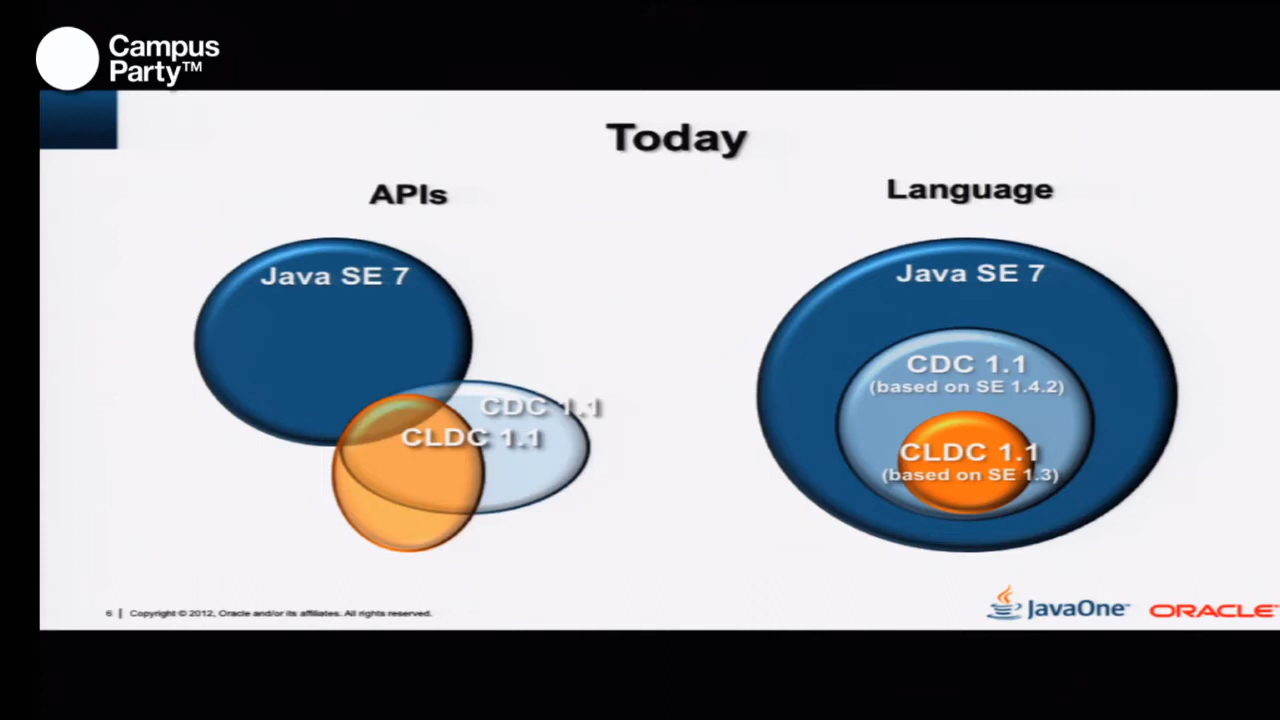 Campus
Party™
Today
APIs
Language
Java SE 7
CDC 1.1
CLDC 1.1
Java SE 7
CDC 1.1
(based on SE 1.4.2)
CLDC 1.1
(based on SE 1.3)
6 | Copyright © 2012, Oracle and/or its affiliates. All rights reserved.
JavaOne™
ORACLE